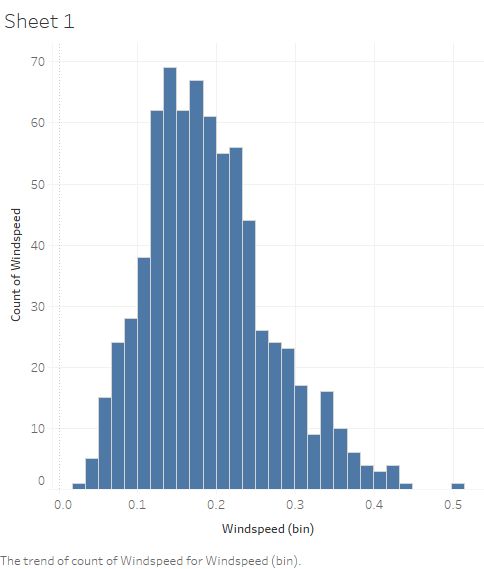 Sheet 1
70
60
50
40
30
20
10
0
Count of Windspeed
0.0 0.1 0.2 0.3 0.4 0.5
Windspeed (bin)
The trend of count of Windspeed for Windspeed (bin).